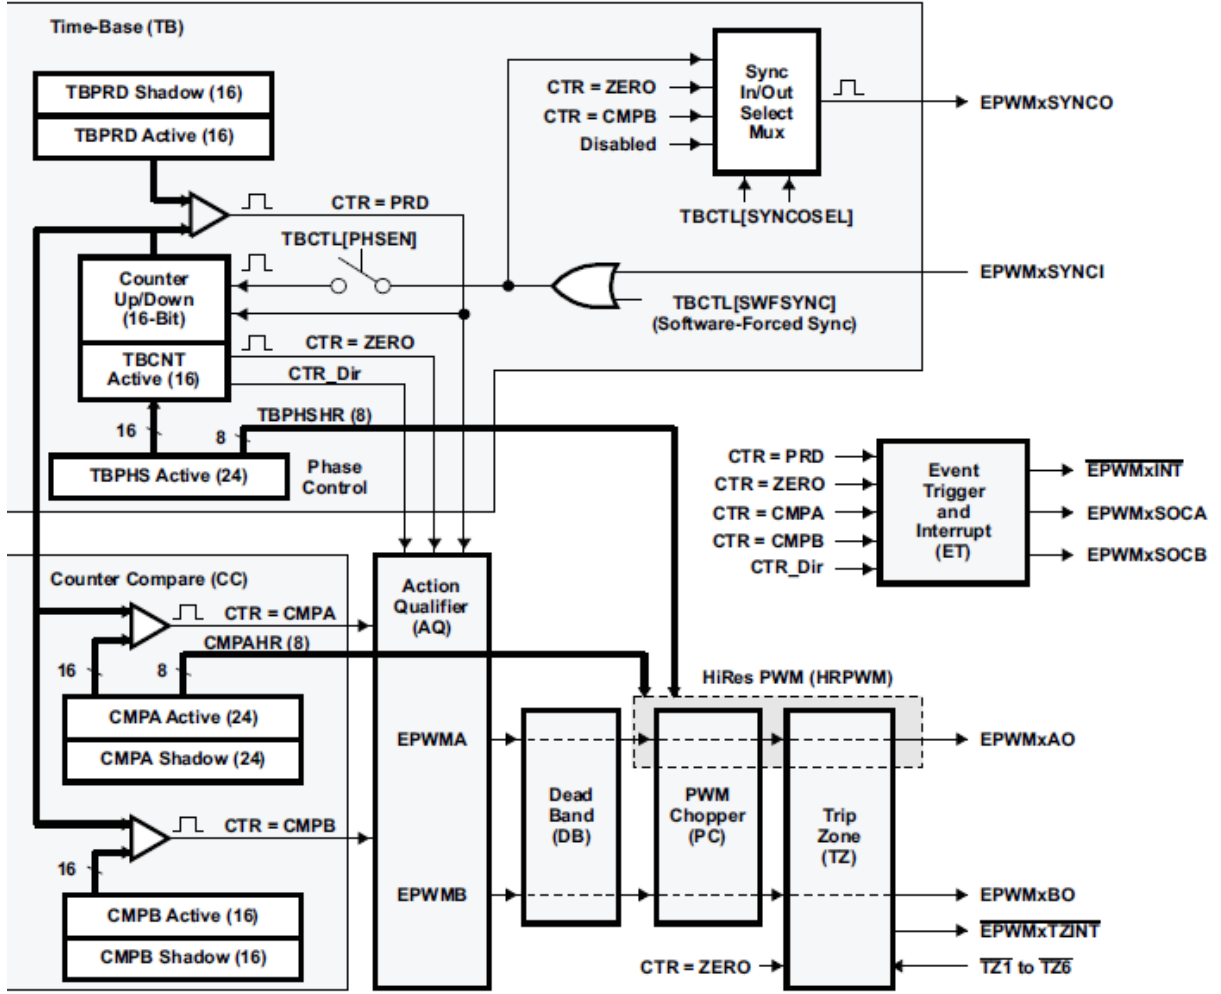 Time-Base (TB)
TBPRD Shadow (16)
TBPRD Active (16)
CTR = PRD
TBCTL[PHSEN]
Counter
Up/Down
(16-Bit)
TBCNT
Active (16)
CTR = ZERO
CTR_Dir
16
8
TBPHSHR (8)
TBPHS Active (24)
Phase
Control
CTR = ZERO
CTR = CMPB
Disabled
Sync
In/Out
Select
Mux
TBCTL[SYNCOSEL]
EPWMxSYNCO
EPWMxSYNCI
TBCTL[SWFSYNC]
(Software-Forced Sync)
CTR = PRD
CTR = ZERO
CTR = CMPA
CTR = CMPB
CTR_Dir
Event
Trigger
and
Interrupt
(ET)
EPWMxINT
EPWMxSOCA
EPWMxSOCB
Counter Compare (CC)
CTR = CMPA
16
8
CMPAHR (8)
CMPA Active (24)
CMPA Shadow (24)
CTR = CMPB
16
CMPB Active (16)
CMPB Shadow (16)
Action
Qualifier
(AQ)
EPWMA
EPWMB
HiRes PWM (HRPWM)
Dead
Band
(DB)
PWM
Chopper
(PC)
Trip
Zone
(TZ)
CTR = ZERO
EPWMxAO
EPWMxBO
EPWMxTZINT
TZ1 to TZ6